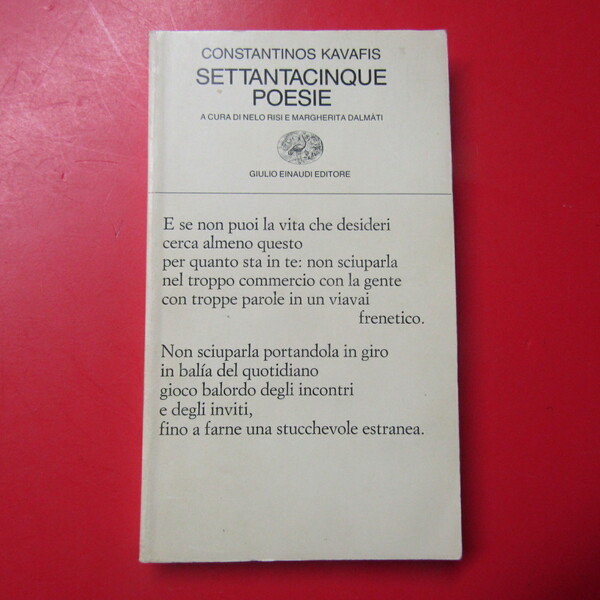 CONSTANTINOS KAVAFIS
SETTANTACINQUE
POESIE
A CURA DI NELO RISI E MARGHERITA DALMÀTI
GIULIO EINAUDI EDITORE
E se non puoi la vita che desideri
cerca almeno questo
per quanto sta in te: non sciuparla
nel troppo commercio con la gente
con troppe parole in un viavai
frenetico.
Non sciuparla portandola in giro
in balía del quotidiano
gioco balordo degli incontri
e degli inviti,
fino a farne una stucchevole estranea.